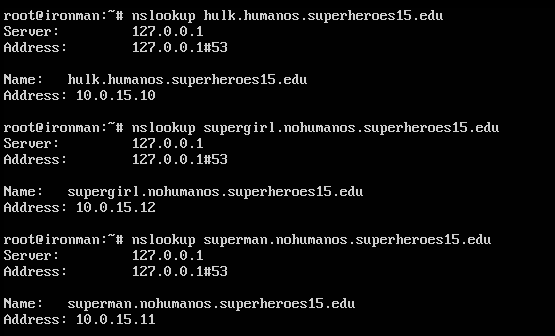 root@ironman:~# nslookup hulk.humanos.superheroes15.edu
Server:         127.0.0.1
Address:        127.0.0.1#53
Name:   hulk.humanos.superheroes15.edu
Address: 10.0.15.10
root@ironman:~# nslookup supergirl.nohumanos.superheroes15.edu
Server:         127.0.0.1
Address:        127.0.0.1#53
Name:   supergirl.nohumanos.superheroes15.edu
Address: 10.0.15.12
root@ironman:~# nslookup superman.nohumanos.superheroes15.edu
Server:         127.0.0.1
Address:        127.0.0.1#53
Name:   superman.nohumanos.superheroes15.edu
Address: 10.0.15.11